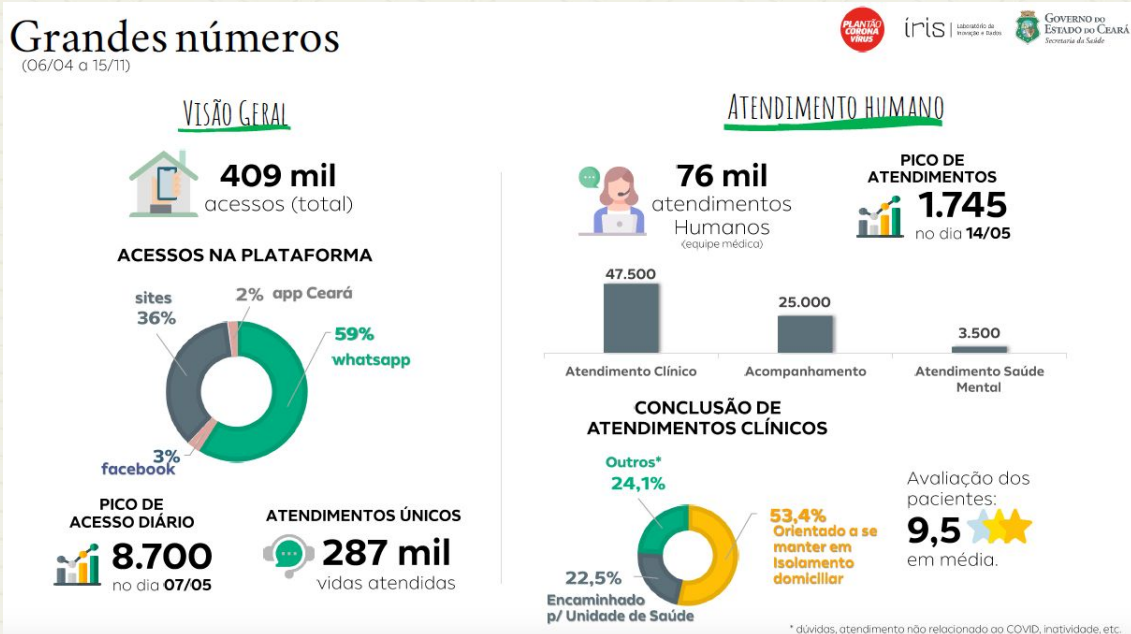 Grandes números
(06/04 a 15/11)
PLANTÃO
CORONA
VÍRUS
íris
Laboratório de
Inovação e Dados
GOVERNO DO
ESTADO DO CEARÁ
Secretaria da Saúde
VISÃO GERAL
409 mil
acessos (total)
ACESSOS NA PLATAFORMA
sites
36%
2% app Ceará
59%
whatsapp
3%
facebook
PICO DE
ACESSO DIÁRIO
8.700
no dia 07/05
ATENDIMENTOS ÚNICOS
287 mil
vidas atendidas
ATENDIMENTO HUMANO
76 mil
atendimentos
Humanos
(equipe médica)
PICO DE
ATENDIMENTOS
1.745
no dia 14/05
47.500
25.000
3.500
Atendimento Clínico
Acompanhamento
Atendimento Saúde
Mental
CONCLUSÃO DE
ATENDIMENTOS CLÍNICOS
Outros*
24,1%
53,4%
Orientado a se
manter em
Isolamento
domiciliar
22,5%
Encaminhado
p/ Unidade de Saúde
Avaliação dos
pacientes:
9,5
em média.
* dúvidas, atendimento não relacionado ao COVID, inatividade, etc.